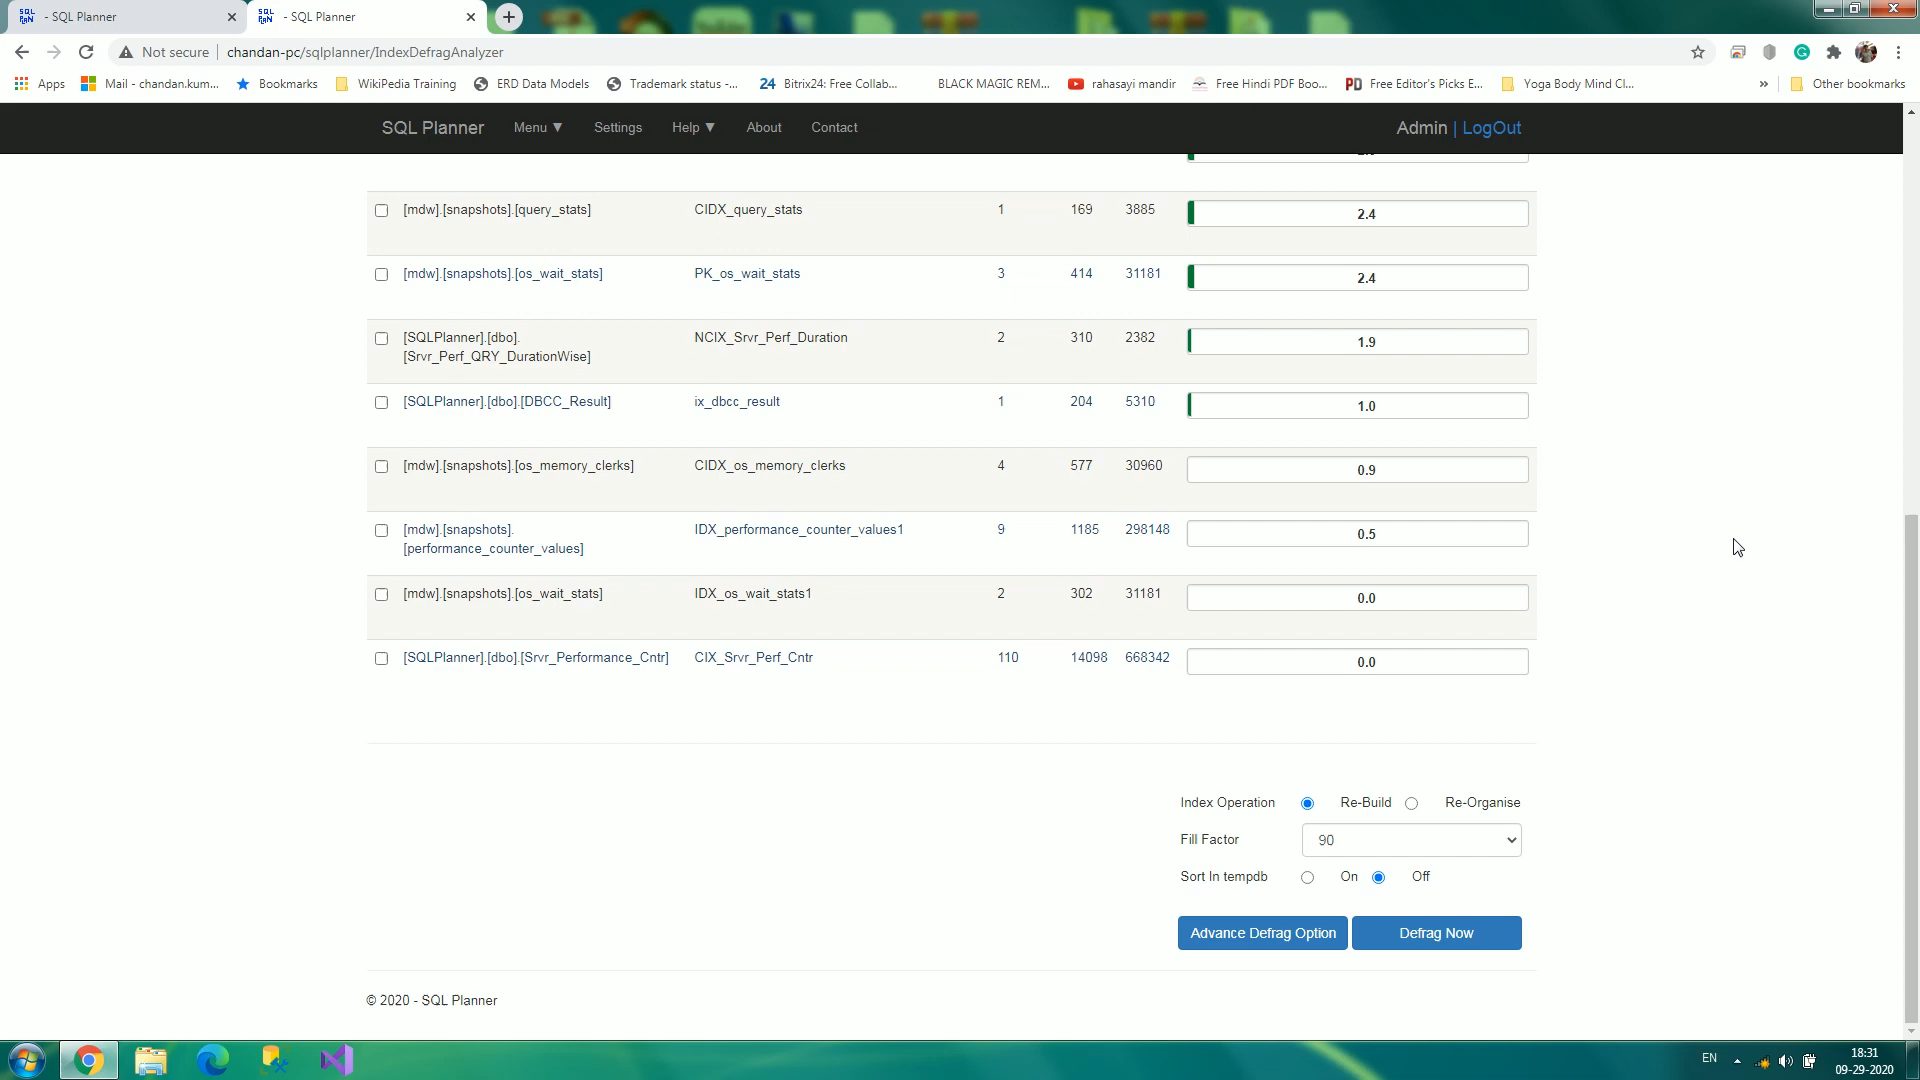 - SQL Planner
- SQL Planner
Not secure
chandan-pc/sqlplanner/IndexDefragAnalyzer
Apps
Mail - chandan.kum...
Bookmarks
WikiPedia Training
ERD Data Models
Trademark status -...
24 Bitrix24: Free Collab...
BLACK MAGIC REM...
rahasayi mandir
Free Hindi PDF Boo...
PD Free Editor's Picks E...
Yoga Body Mind Cl...
»
Other bookmarks
SQL Planner
Menu ▼
Settings
Help ▼
About
Contact
Admin | LogOut
[mdw].[snapshots].[query_stats] CIDX_query_stats 1 169 3885 2.4
[mdw].[snapshots].[os_wait_stats] PK_os_wait_stats 3 414 31181 2.4
[SQLPlanner].[dbo]. NCIX_Srvr_Perf_Duration 2 310 2382 1.9
[Srvr_Perf_QRY_DurationWise]
[SQLPlanner].[dbo].[DBCC_Result] ix_dbcc_result 1 204 5310 1.0
[mdw].[snapshots].[os_memory_clerks] CIDX_os_memory_clerks 4 577 30960 0.9
[mdw].[snapshots]. IDX_performance_counter_values1 9 1185 298148 0.5
[performance_counter_values]
[mdw].[snapshots].[os_wait_stats] IDX_os_wait_stats1 2 302 31181 0.0
[SQLPlanner].[dbo].[Srvr_Performance_Cntr] CIX_Srvr_Perf_Cntr 110 14098 668342 0.0
Index Operation Re-Build Re-Organise
Fill Factor 90
Sort In tempdb On Off
Advance Defrag Option Defrag Now
© 2020 - SQL Planner
EN
18:31
09-29-2020